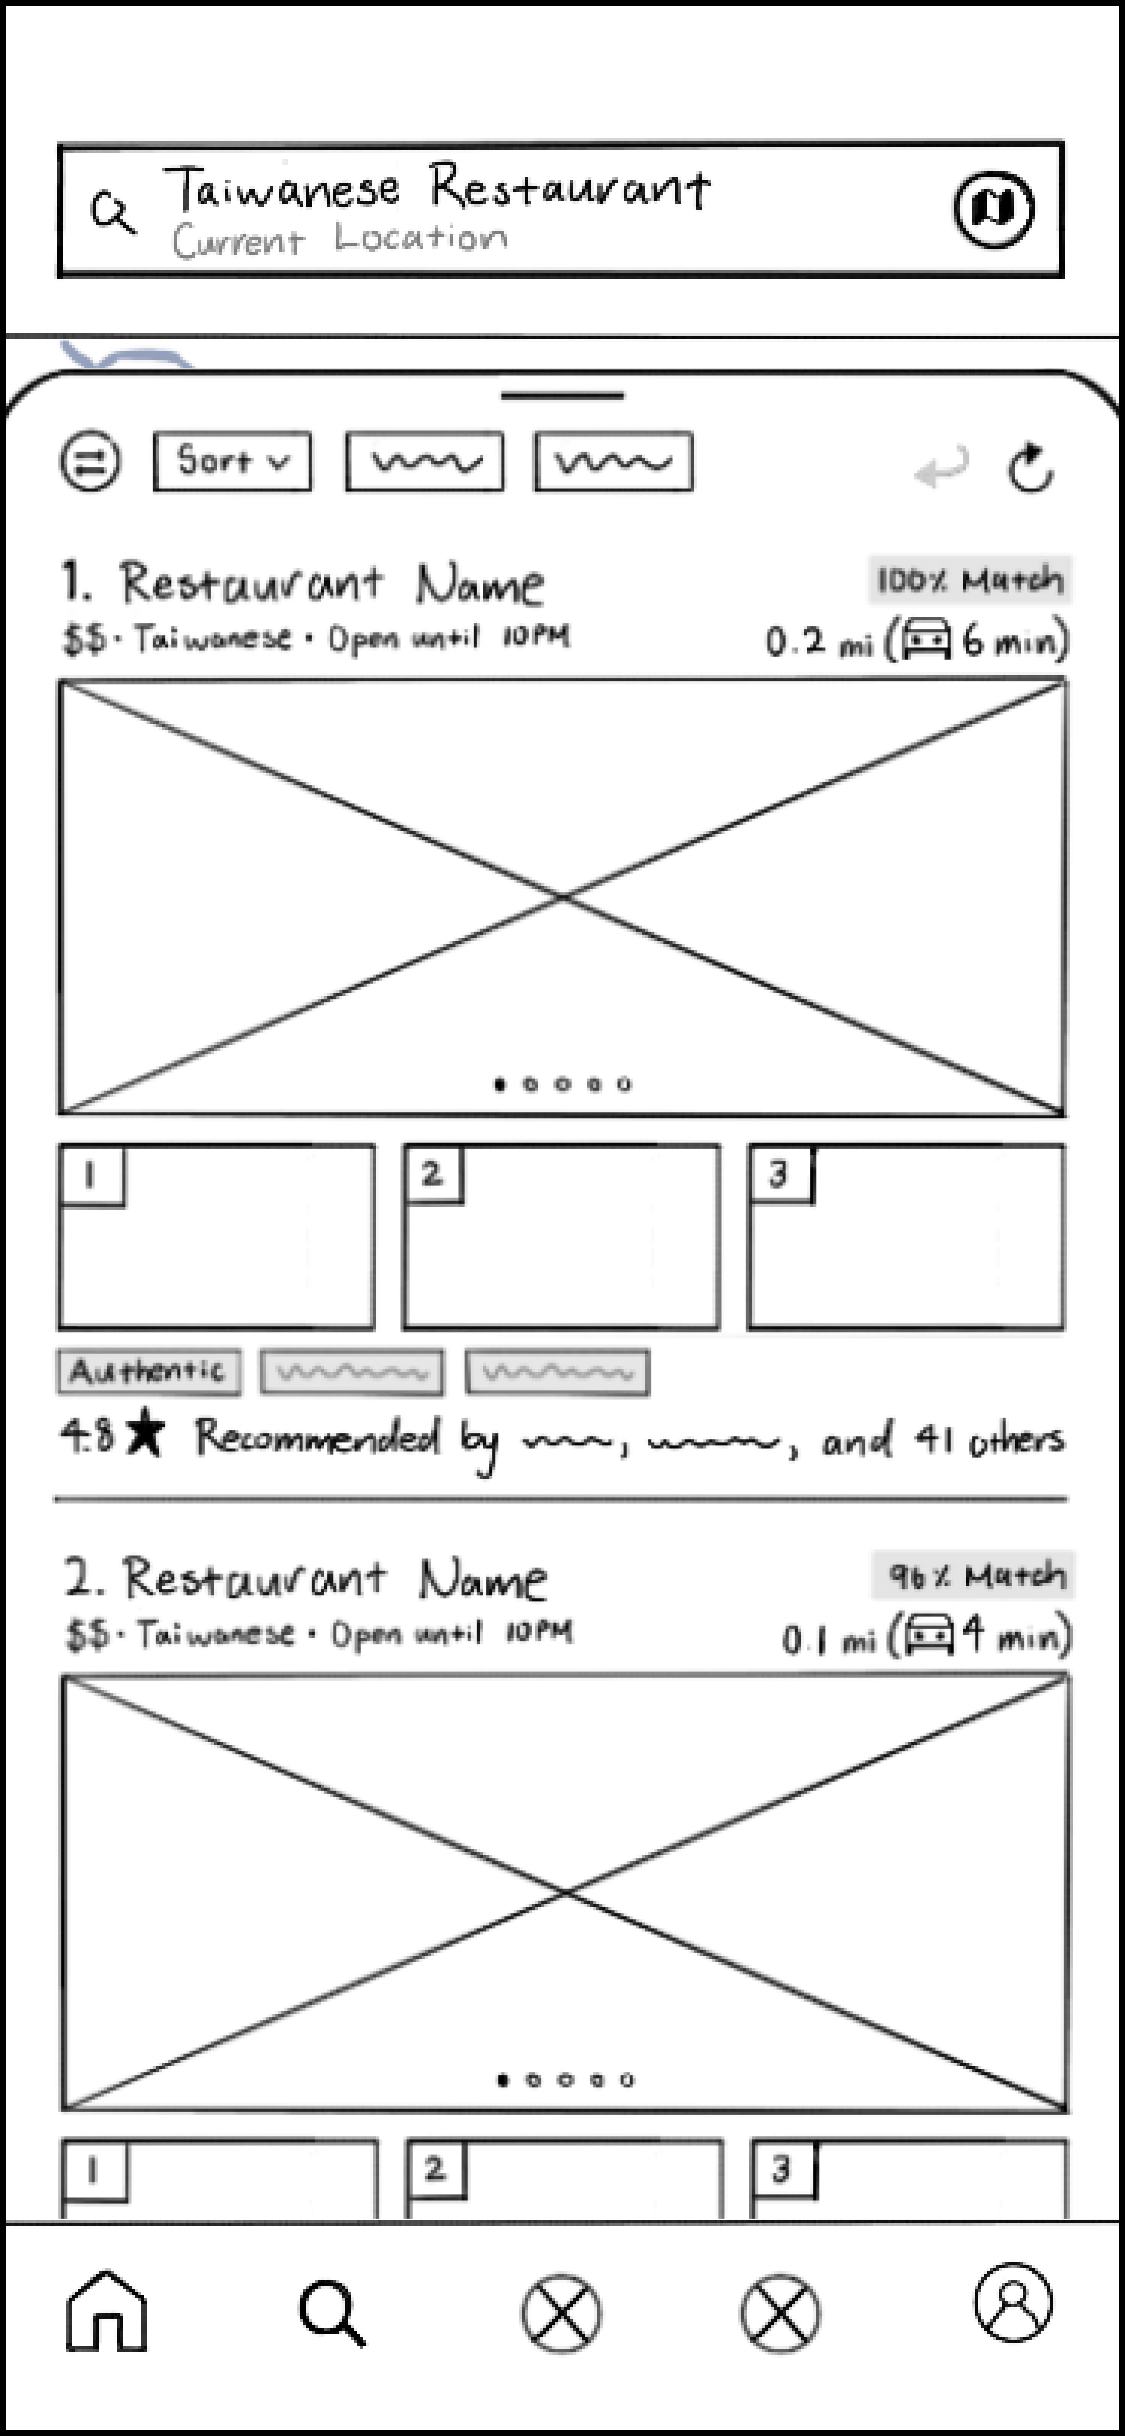 Taiwanese Restaurant
Current Location
Sort
1. Restaurant Name
100% Match
$$ · Taiwanese · Open until 10PM
0.2 mi (6 min)
1
2
3
Authentic
4.8 ★ Recommended by , , and 41 others
2. Restaurant Name
96% Match
$$ · Taiwanese · Open until 10PM
0.1 mi (4 min)
1
2
3